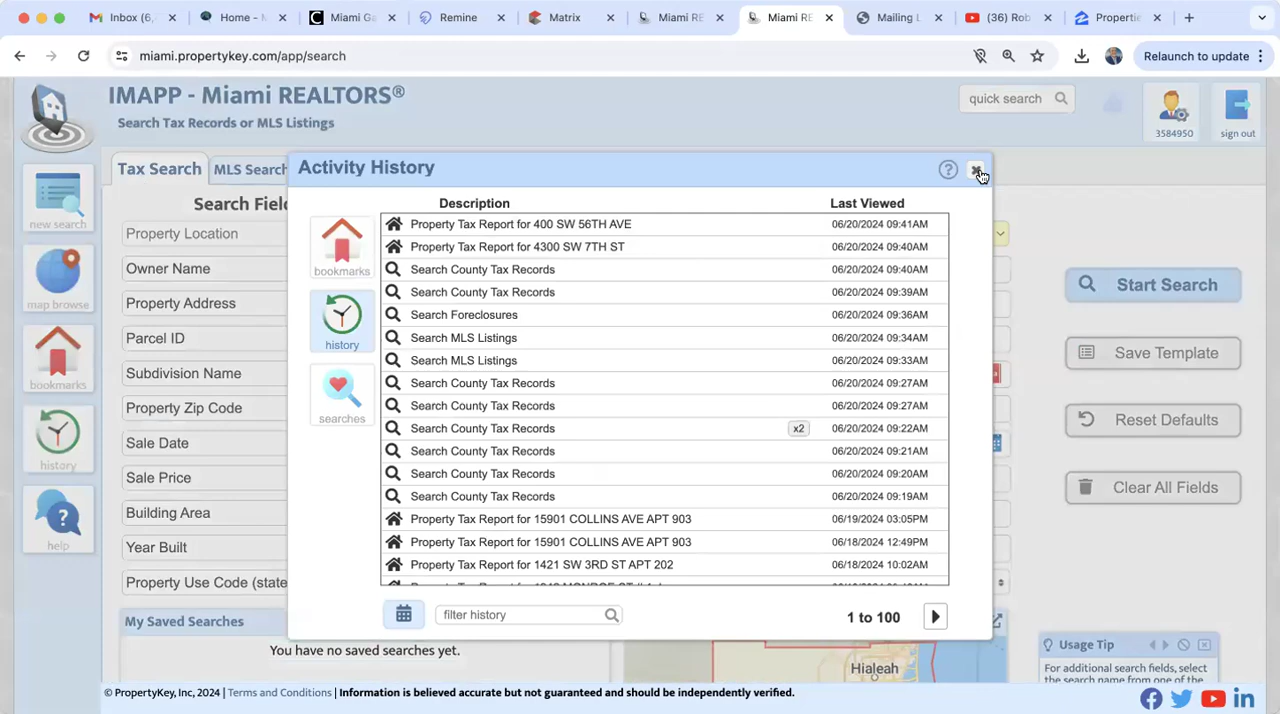 Inbox (6,
Home - M
Miami Ga
Remine
Matrix
Miami RE
Miami RE
Mailing L
(36) Rob
Properti
miami.propertykey.com/app/search
Relaunch to update
IMAPP - Miami REALTORS®
Search Tax Records or MLS Listings
quick search
3584950
sign out
Tax Search
MLS Search
Search Fiel
Property Location
Owner Name
Property Address
Parcel ID
Subdivision Name
Property Zip Code
Sale Date
Sale Price
Building Area
Year Built
Property Use Code (state
new search
map browse
bookmarks
history
help
Activity History
Description
Last Viewed
bookmarks
history
searches
Property Tax Report for 400 SW 56TH AVE 06/20/2024 09:41AM
Property Tax Report for 4300 SW 7TH ST 06/20/2024 09:40AM
Search County Tax Records 06/20/2024 09:40AM
Search County Tax Records 06/20/2024 09:39AM
Search Foreclosures 06/20/2024 09:36AM
Search MLS Listings 06/20/2024 09:34AM
Search MLS Listings 06/20/2024 09:33AM
Search County Tax Records 06/20/2024 09:27AM
Search County Tax Records 06/20/2024 09:27AM
Search County Tax Records x2 06/20/2024 09:22AM
Search County Tax Records 06/20/2024 09:21AM
Search County Tax Records 06/20/2024 09:20AM
Search County Tax Records 06/20/2024 09:19AM
Property Tax Report for 15901 COLLINS AVE APT 903 06/19/2024 03:05PM
Property Tax Report for 15901 COLLINS AVE APT 903 06/18/2024 12:49PM
Property Tax Report for 1421 SW 3RD ST APT 202 06/18/2024 10:02AM
filter history
1 to 100
Start Search
Save Template
Reset Defaults
Clear All Fields
My Saved Searches
You have no saved searches yet.
Hialeah
Usage Tip
For additional search fields, select
the search name from one of the
© PropertyKey, Inc, 2024 | Terms and Conditions | Information is believed accurate but not guaranteed and should be independently verified.